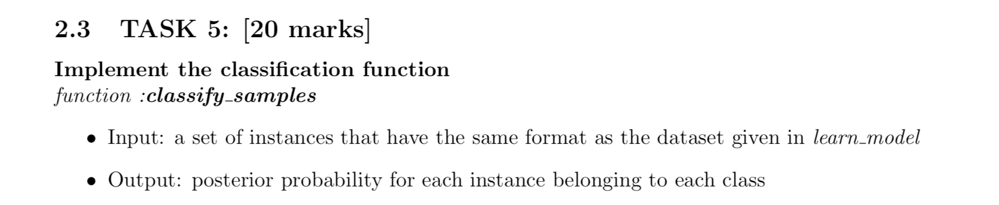 2.3 TASK 5: [20 marks]
Implement the classification function
function :classify_samples
• Input: a set of instances that have the same format as the dataset given in learn_model
• Output: posterior probability for each instance belonging to each class